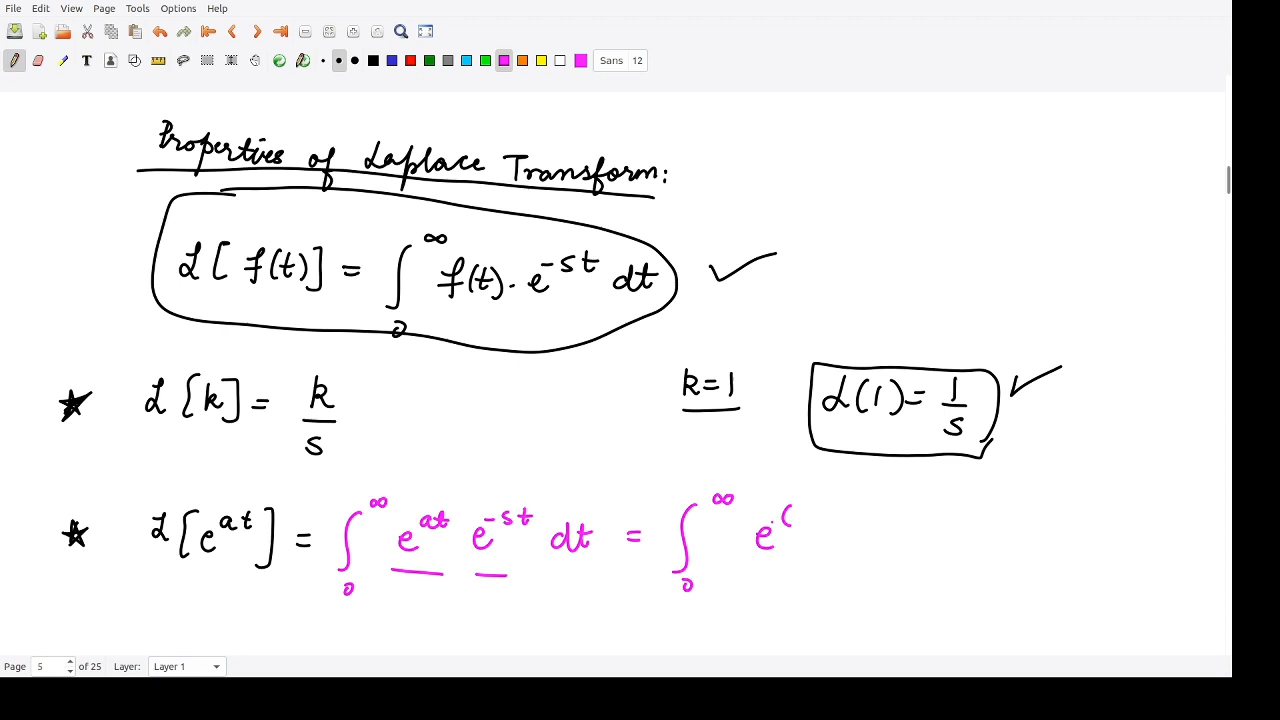 File Edit View Page Tools Options Help
T Sans 12
Properties of Laplace Transform:
ℒ[f(t)] = ∫₀^∞ f(t). e^{-st} dt
ℒ[k] = k/s k=1 ℒ(1) = 1/s
ℒ[e^{at}] = ∫₀^∞ e^{at} e^{-st} dt = ∫₀^∞ e^{(
Page 5 of 25 Layer: Layer 1